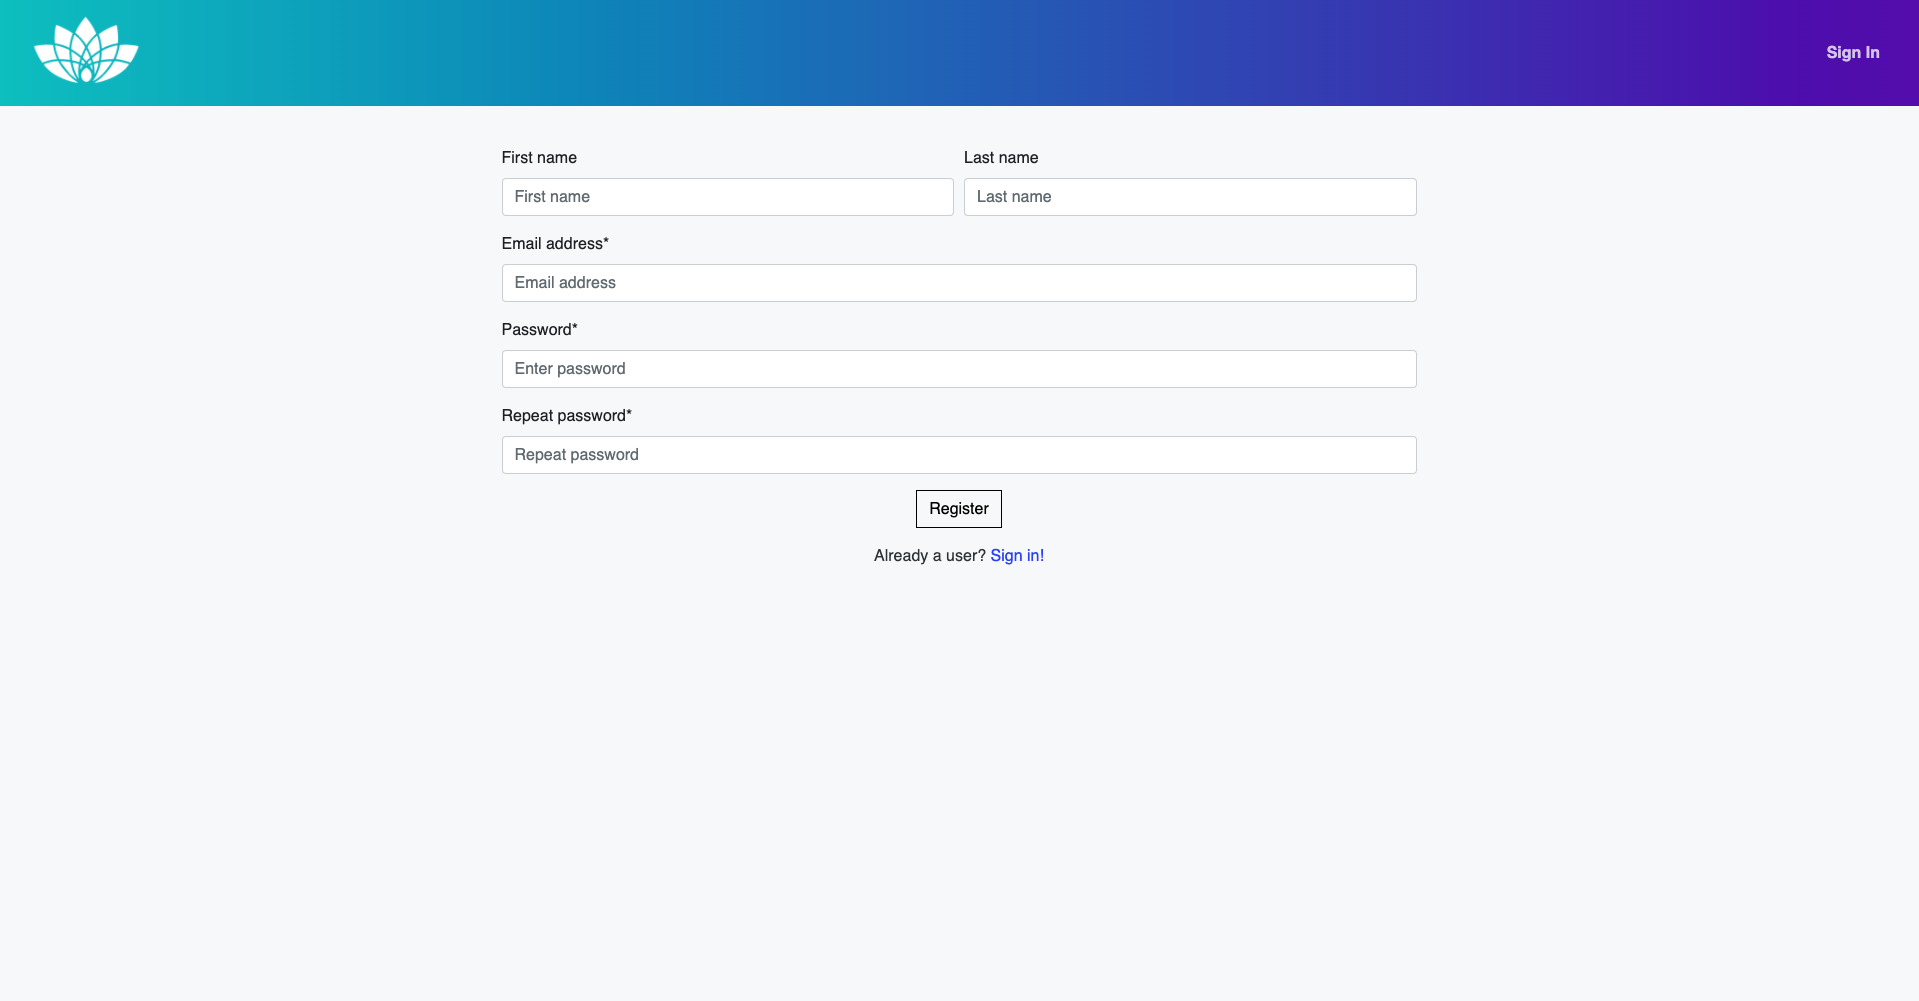 Sign In
First name Last name
First name Last name
Email address*
Email address
Password*
Enter password
Repeat password*
Repeat password
Register
Already a user? Sign in!